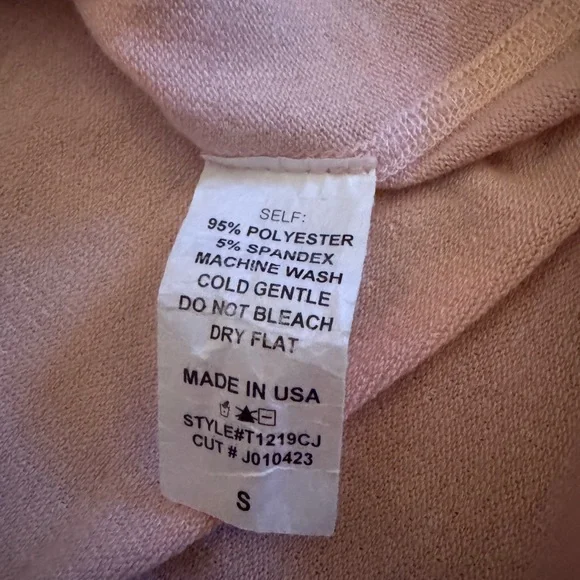 SELF:
95% POLYESTER
5% SPANDEX
MACHINE WASH
COLD GENTLE
DO NOT BLEACH
DRY FLAT
MADE IN USA
STYLE#T1219CJ
CUT # J010423
S